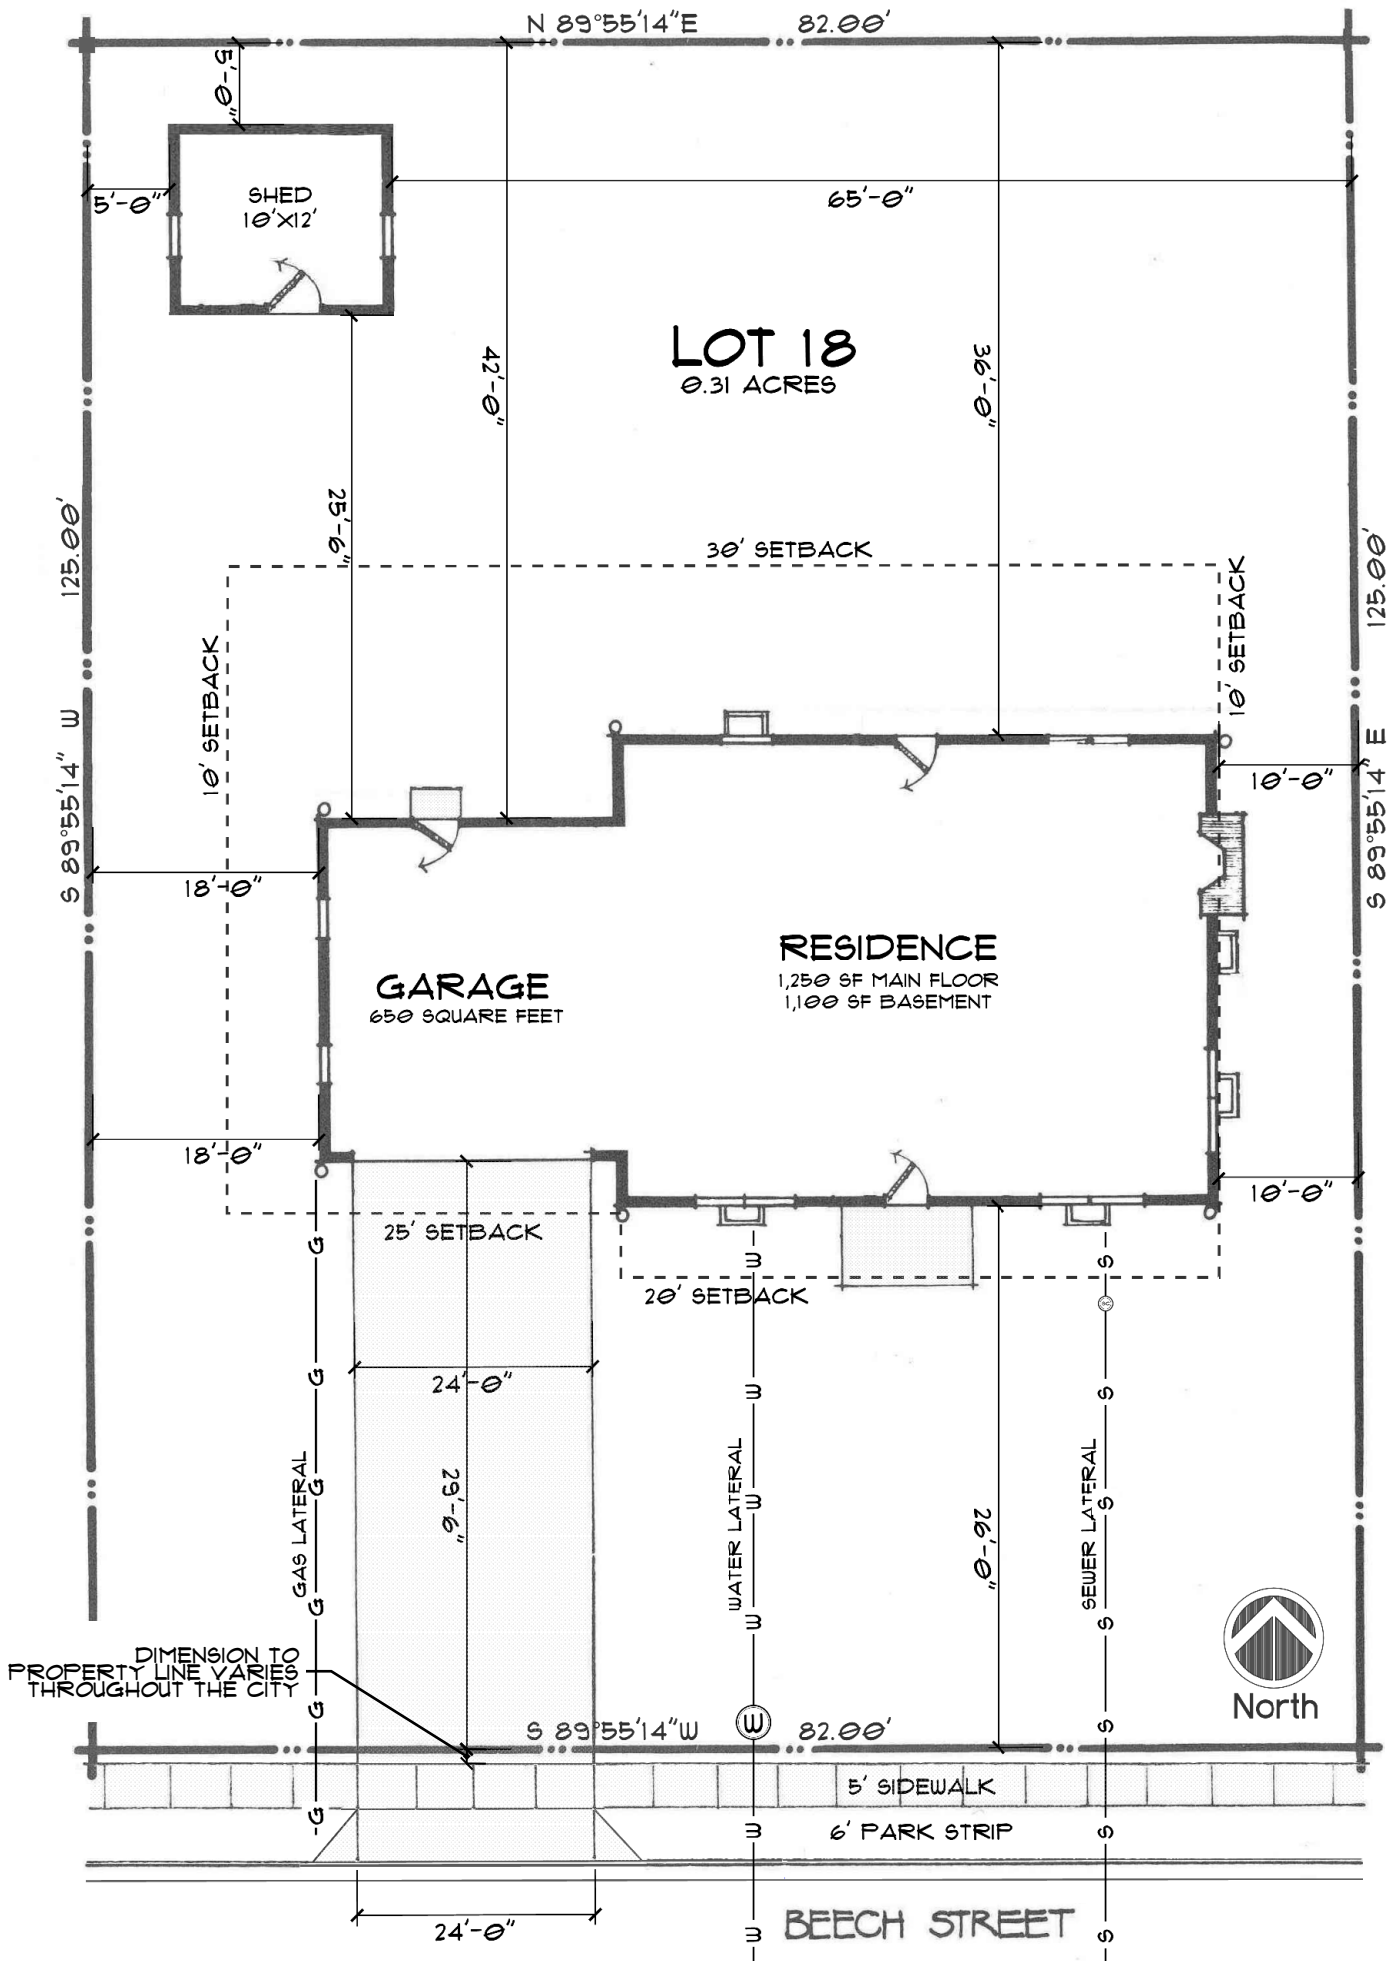 N 89°55'14"E 82.00'
5'-0"
5'-0"
SHED
10'X12'
65'-0"
LOT 18
0.31 ACRES
42'-0"
36'-0"
25'-6"
125.00'
125.00'
30' SETBACK
10' SETBACK
10' SETBACK
S 89°55'14" W
S 89°55'14 E
10'-0"
18'-0"
RESIDENCE
1,250 SF MAIN FLOOR
1,100 SF BASEMENT
GARAGE
650 SQUARE FEET
18'-0"
10'-0"
25' SETBACK
20' SETBACK
G
W
S
G
W
S
24'-0"
GAS LATERAL
G
29'-6"
WATER LATERAL
W
26'-0"
SEWER LATERAL
S
G
W
S
North
DIMENSION TO
PROPERTY LINE VARIES
THROUGHOUT THE CITY
G
S 89°55'14"W
W
82.00'
S
5' SIDEWALK
G
W
6' PARK STRIP
S
24'-0"
W
BEECH STREET
S